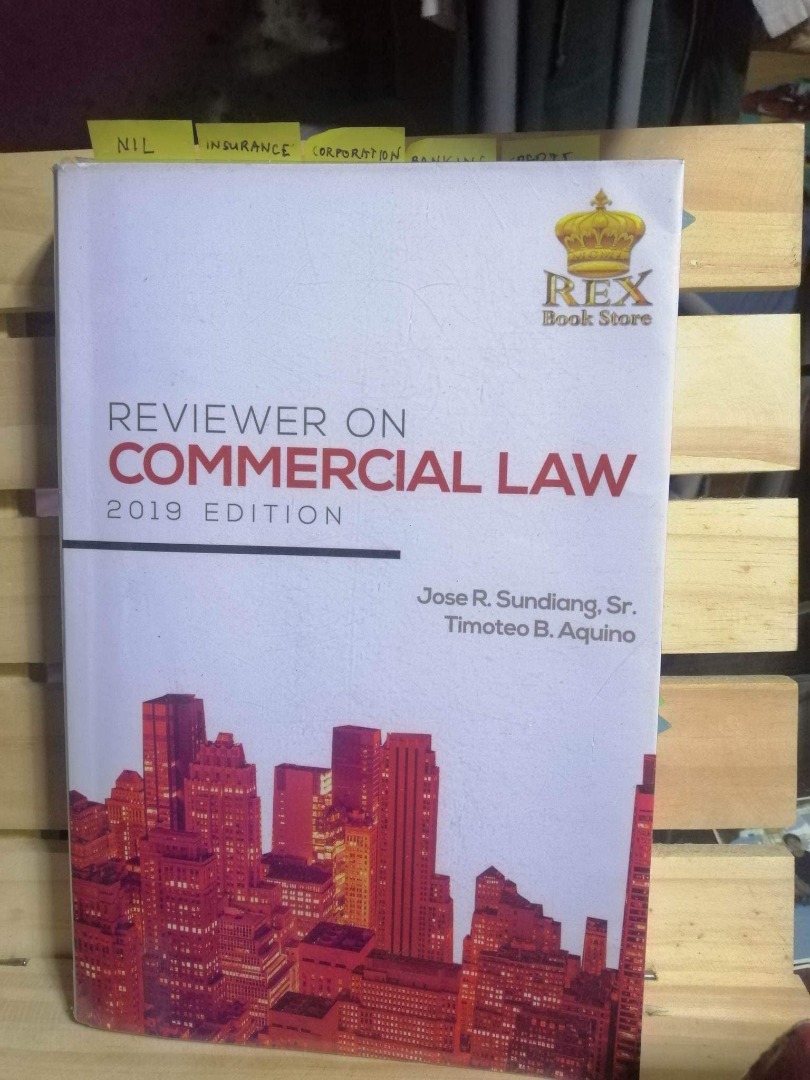 NIL
INSURANCE
CORPORATION
BANKING
REX
Book Store
REVIEWER ON
COMMERCIAL LAW
2019 EDITION
Jose R. Sundiang, Sr.
Timoteo B. Aquino